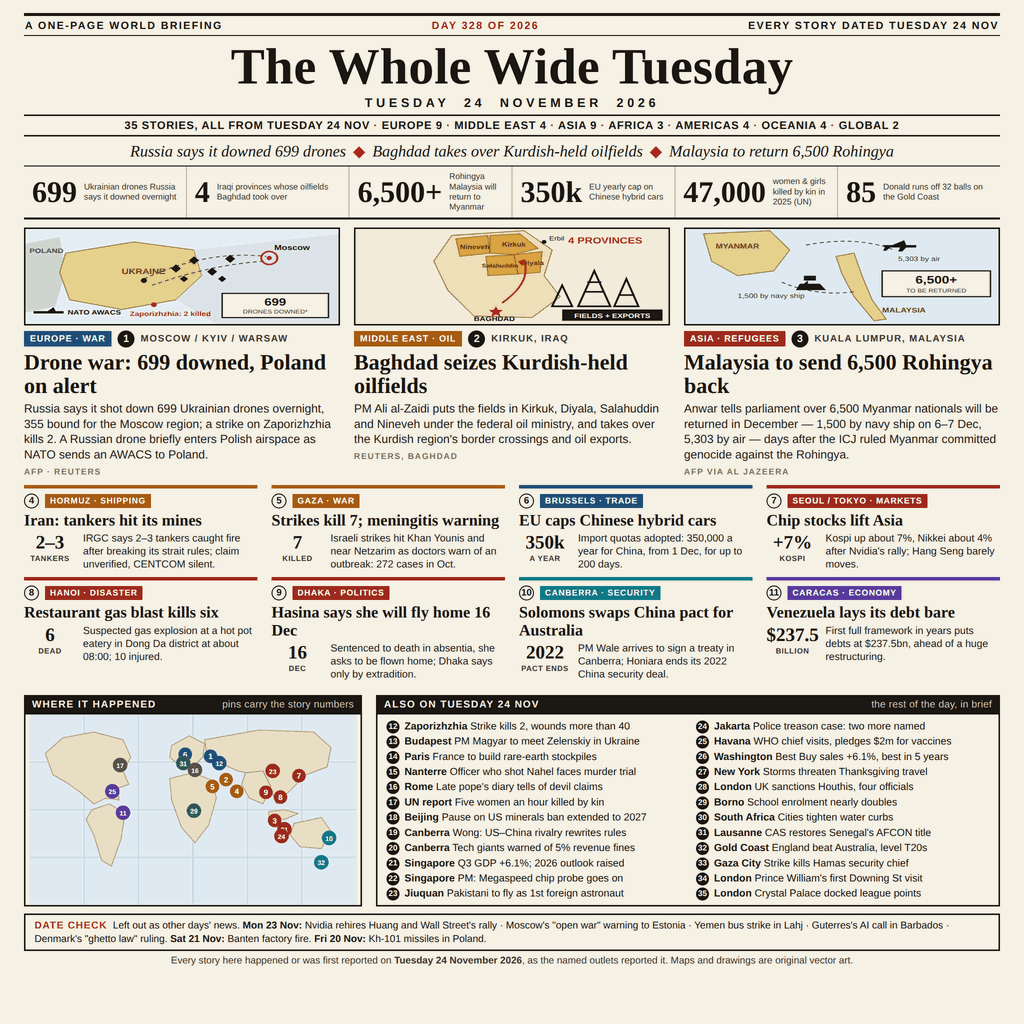 A ONE-PAGE WORLD BRIEFING
DAY 328 OF 2026
EVERY STORY DATED TUESDAY 24 NOV
The Whole Wide Tuesday
TUESDAY 24 NOVEMBER 2026
35 STORIES, ALL FROM TUESDAY 24 NOV · EUROPE 9 · MIDDLE EAST 4 · ASIA 9 · AFRICA 3 · AMERICAS 4 · OCEANIA 4 · GLOBAL 2
Russia says it downed 699 drones ◆ Baghdad takes over Kurdish-held oilfields ◆ Malaysia to return 6,500 Rohingya
699
Ukrainian drones Russia
says it downed overnight
4
Iraqi provinces whose oilfields
Baghdad took over
6,500+
Rohingya
Malaysia will
return to
Myanmar
350k
EU yearly cap on
Chinese hybrid cars
47,000
women & girls
killed by kin in
2025 (UN)
85
Donald runs off 32 balls on
the Gold Coast
POLAND
UKRAINE
Moscow
NATO AWACS
Zaporizhzhia: 2 killed
699
DRONES DOWNED*
Nineveh
Kirkuk
Erbil
4 PROVINCES
Salahuddin
Diyala
BAGHDAD
FIELDS + EXPORTS
MYANMAR
5,303 by air
1,500 by navy ship
6,500+
TO BE RETURNED
MALAYSIA
EUROPE · WAR
1
MOSCOW / KYIV / WARSAW
Drone war: 699 downed, Poland
on alert
Russia says it shot down 699 Ukrainian drones overnight,
355 bound for the Moscow region; a strike on Zaporizhzhia
kills 2. A Russian drone briefly enters Polish airspace as
NATO sends an AWACS to Poland.
AFP · REUTERS
MIDDLE EAST · OIL
2
KIRKUK, IRAQ
Baghdad seizes Kurdish-held
oilfields
PM Ali al-Zaidi puts the fields in Kirkuk, Diyala, Salahuddin
and Nineveh under the federal oil ministry, and takes over
the Kurdish region's border crossings and oil exports.
REUTERS, BAGHDAD
ASIA · REFUGEES
3
KUALA LUMPUR, MALAYSIA
Malaysia to send 6,500 Rohingya
back
Anwar tells parliament over 6,500 Myanmar nationals will be
returned in December — 1,500 by navy ship on 6–7 Dec,
5,303 by air — days after the ICJ ruled Myanmar committed
genocide against the Rohingya.
AFP VIA AL JAZEERA
4
HORMUZ · SHIPPING
Iran: tankers hit its mines
2–3
TANKERS
IRGC says 2–3 tankers caught fire
after breaking its strait rules; claim
unverified, CENTCOM silent.
5
GAZA · WAR
Strikes kill 7; meningitis warning
7
KILLED
Israeli strikes hit Khan Younis and
near Netzarim as doctors warn of an
outbreak: 272 cases in Oct.
6
BRUSSELS · TRADE
EU caps Chinese hybrid cars
350k
A YEAR
Import quotas adopted: 350,000 a
year for China, from 1 Dec, for up to
200 days.
7
SEOUL / TOKYO · MARKETS
Chip stocks lift Asia
+7%
KOSPI
Kospi up about 7%, Nikkei about 4%
after Nvidia's rally; Hang Seng barely
moves.
8
HANOI · DISASTER
Restaurant gas blast kills six
6
DEAD
Suspected gas explosion at a hot pot
eatery in Dong Da district at about
08:00; 10 injured.
9
DHAKA · POLITICS
Hasina says she will fly home 16
Dec
16
DEC
Sentenced to death in absentia, she
asks to be flown home; Dhaka says
only by extradition.
10
CANBERRA · SECURITY
Solomons swaps China pact for
Australia
2022
PACT ENDS
PM Wale arrives to sign a treaty in
Canberra; Honiara ends its 2022
China security deal.
11
CARACAS · ECONOMY
Venezuela lays its debt bare
$237.5
BILLION
First full framework in years puts
debts at $237.5bn, ahead of a huge
restructuring.
WHERE IT HAPPENED
pins carry the story numbers
17
25
11
6
31
16
1
12
2
5
4
29
23
7
9
8
3
24
10
32
ALSO ON TUESDAY 24 NOV
the rest of the day, in brief
12 Zaporizhzhia Strike kills 2, wounds more than 40
13 Budapest PM Magyar to meet Zelenskiy in Ukraine
14 Paris France to build rare-earth stockpiles
15 Nanterre Officer who shot Nahel faces murder trial
16 Rome Late pope's diary tells of devil claims
17 UN report Five women an hour killed by kin
18 Beijing Pause on US minerals ban extended to 2027
19 Canberra Wong: US–China rivalry rewrites rules
20 Canberra Tech giants warned of 5% revenue fines
21 Singapore Q3 GDP +6.1%; 2026 outlook raised
22 Singapore PM: Megaspeed chip probe goes on
23 Jiuquan Pakistani to fly as 1st foreign astronaut
24 Jakarta Police treason case: two more named
25 Havana WHO chief visits, pledges $2m for vaccines
26 Washington Best Buy sales +6.1%, best in 5 years
27 New York Storms threaten Thanksgiving travel
28 London UK sanctions Houthis, four officials
29 Borno School enrolment nearly doubles
30 South Africa Cities tighten water curbs
31 Lausanne CAS restores Senegal's AFCON title
32 Gold Coast England beat Australia, level T20s
33 Gaza City Strike kills Hamas security chief
34 London Prince William's first Downing St visit
35 London Crystal Palace docked league points
DATE CHECK Left out as other days' news. Mon 23 Nov: Nvidia rehires Huang and Wall Street's rally · Moscow's "open war" warning to Estonia · Yemen bus strike in Lahj · Guterres's AI call in Barbados ·
Denmark's "ghetto law" ruling. Sat 21 Nov: Banten factory fire. Fri 20 Nov: Kh-101 missiles in Poland.
Every story here happened or was first reported on Tuesday 24 November 2026, as the named outlets reported it. Maps and drawings are original vector art.